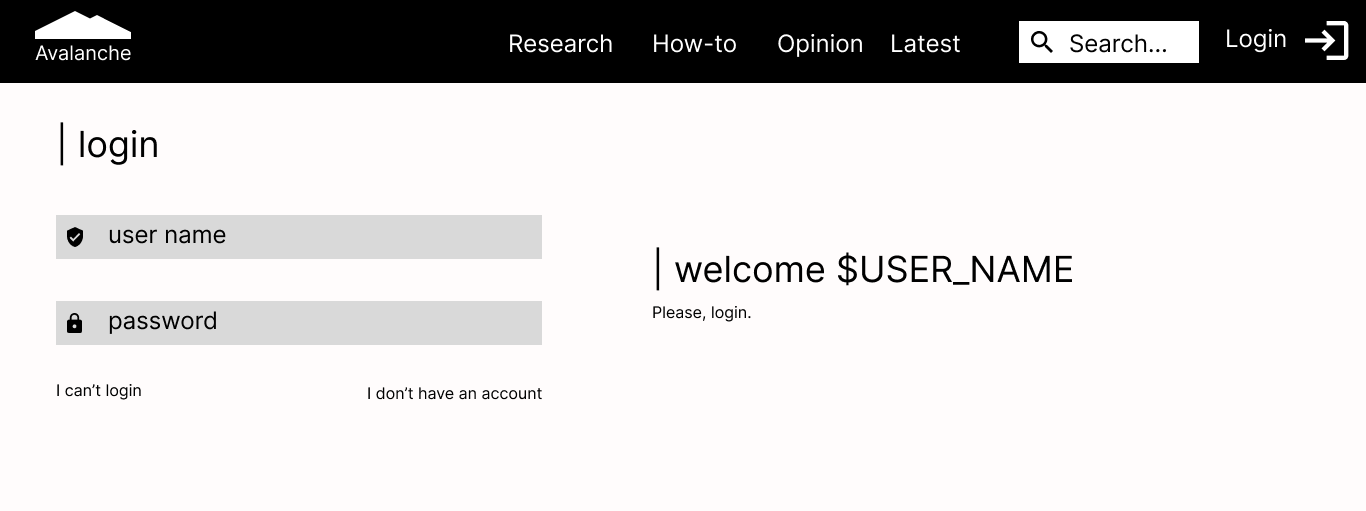 Avalanche
Research How-to Opinion Latest Search... Login
| login
user name
password
I can’t login
I don’t have an account
| welcome $USER_NAME
Please, login.